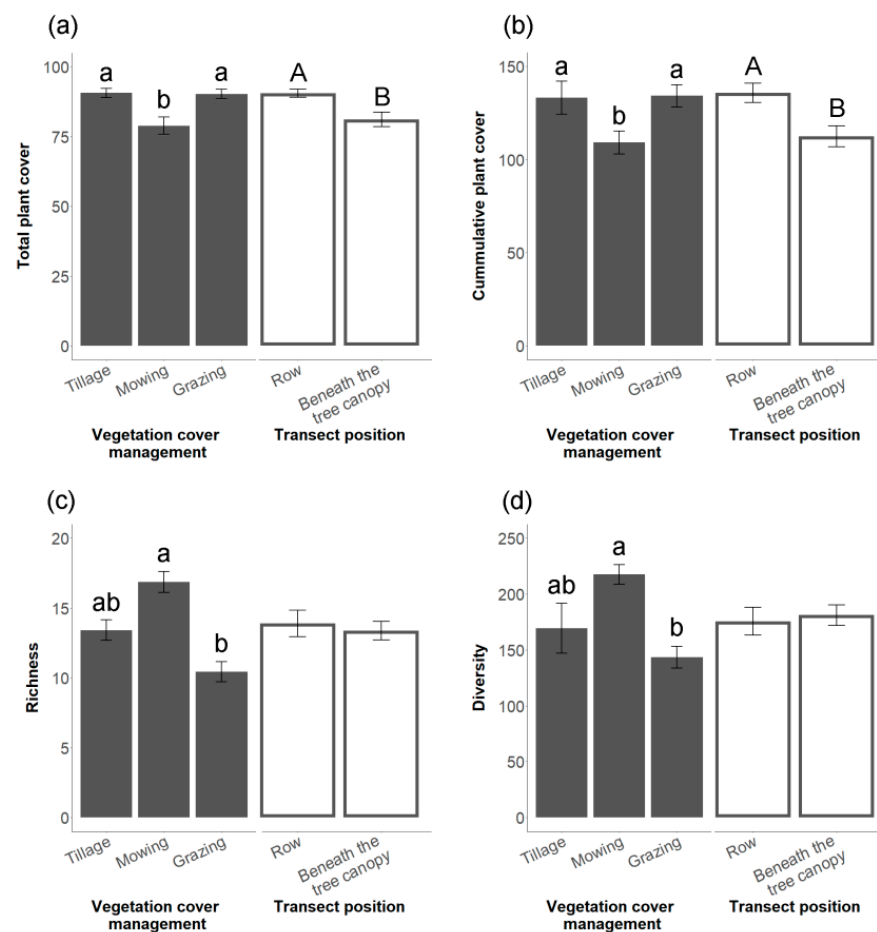 (a)
100
75
50
25
0
Total plant cover
a
b
a
A
B
Tillage
Mowing
Grazing
Row
Beneath the
tree canopy
Vegetation cover
management
Transect position
(b)
150
100
50
0
Cummulative plant cover
a
b
a
A
B
Tillage
Mowing
Grazing
Row
Beneath the
tree canopy
Vegetation cover
management
Transect position
(c)
20
15
10
5
0
Richness
ab
a
b
Tillage
Mowing
Grazing
Row
Beneath the
tree canopy
Vegetation cover
management
Transect position
(d)
250
200
150
100
50
0
Diversity
ab
a
b
Tillage
Mowing
Grazing
Row
Beneath the
tree canopy
Vegetation cover
management
Transect position